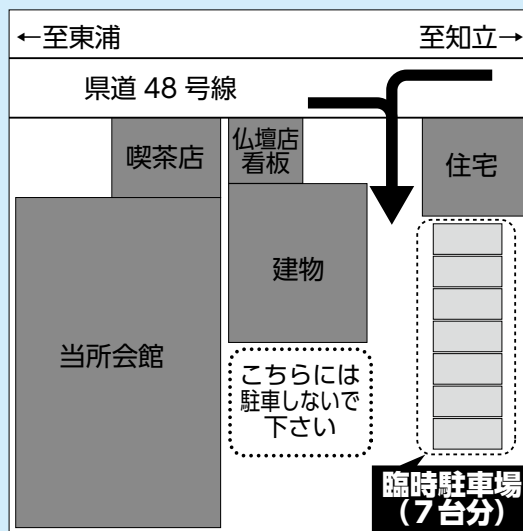 ←至東浦
至知立→
県道 48 号線
喫茶店
仏壇店
看板
住宅
建物
当所会館
こちらには
駐車しないで
下さい
臨時駐車場
(7台分)